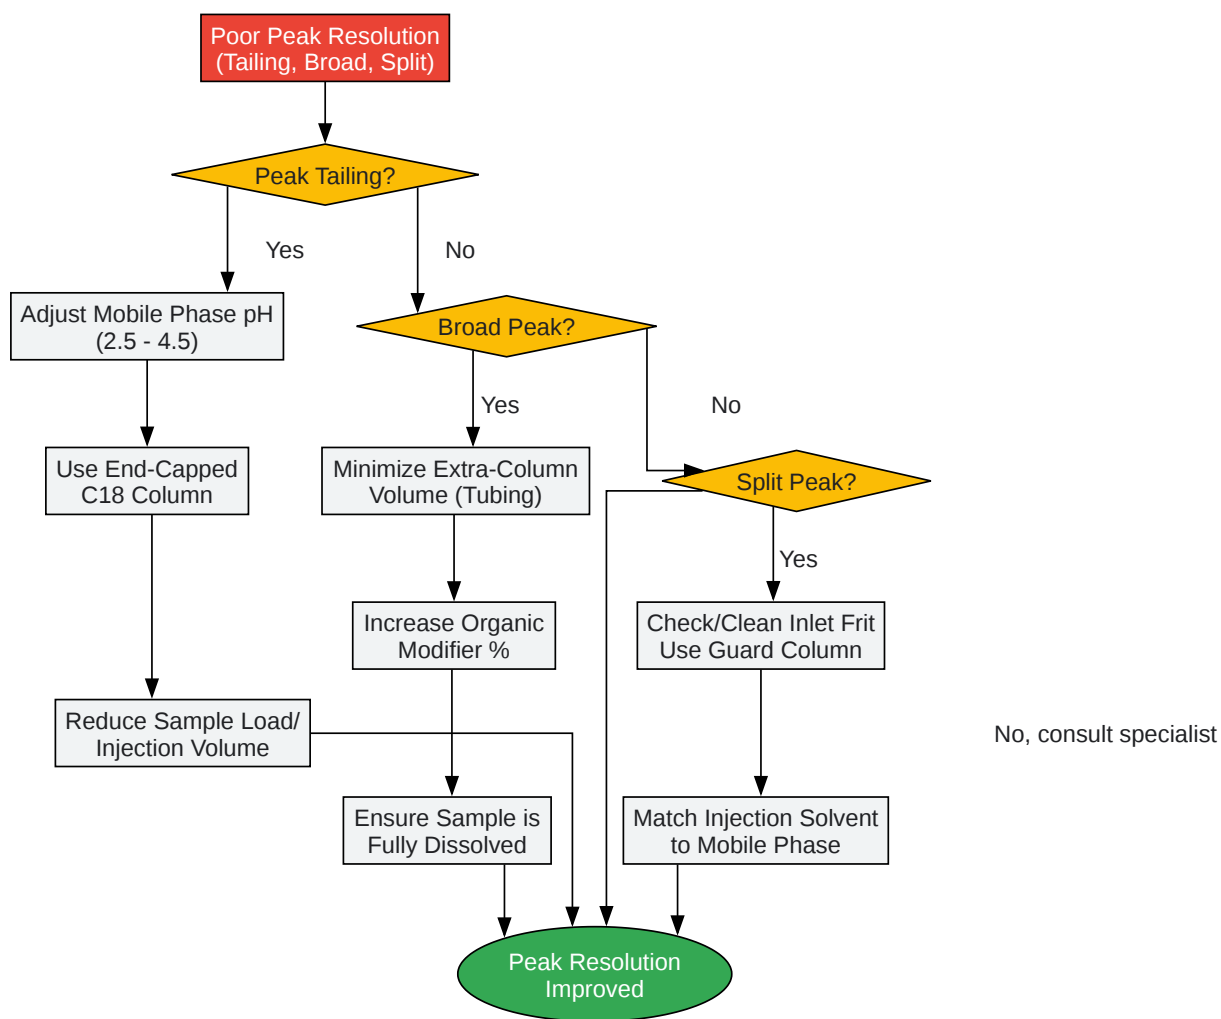 Poor Peak Resolution
(Tailing, Broad, Split)
Peak Tailing?
Yes
No
Adjust Mobile Phase pH
(2.5 - 4.5)
Broad Peak?
Yes
No
Use End-Capped
C18 Column
Minimize Extra-Column
Volume (Tubing)
Split Peak?
Yes
Increase Organic
Modifier %
Check/Clean Inlet Frit
Use Guard Column
Reduce Sample Load/
Injection Volume
No, consult specialist
Ensure Sample is
Fully Dissolved
Match Injection Solvent
to Mobile Phase
Peak Resolution
Improved